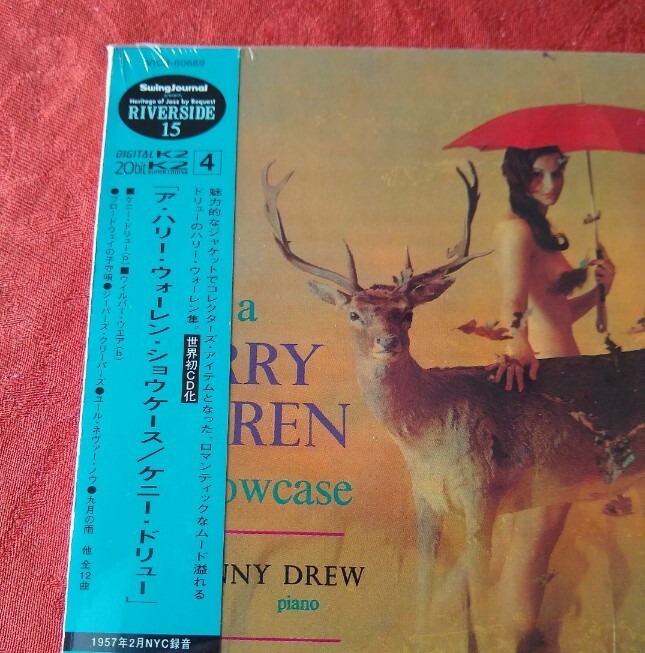 VICJ-60689
SwingJournal
presents
Heritage of Jazz by Request
RIVERSIDE
15
DIGITAL K2
20bit K2
SUPER CODING
4
魅力的なジャケットでコレクターズ・アイテムとなった、ロマンティックなムード溢れる
ドリューのハリー・ウォーレン集。世界初CD化
「ア・ハリー・ウォーレン・ショウケース/ケニー・ドリュー」
■ケニー・ドリュー(p)■ウイルバー・ウエア(b)
●ブロードウェイの子守唄●ジーパーズ・クリーパーズ●ユール・ネヴァー・ノウ●九月の雨 他 全12曲
1957年2月NYC録音
a
RRY
REN
owcase
NNY DREW
piano